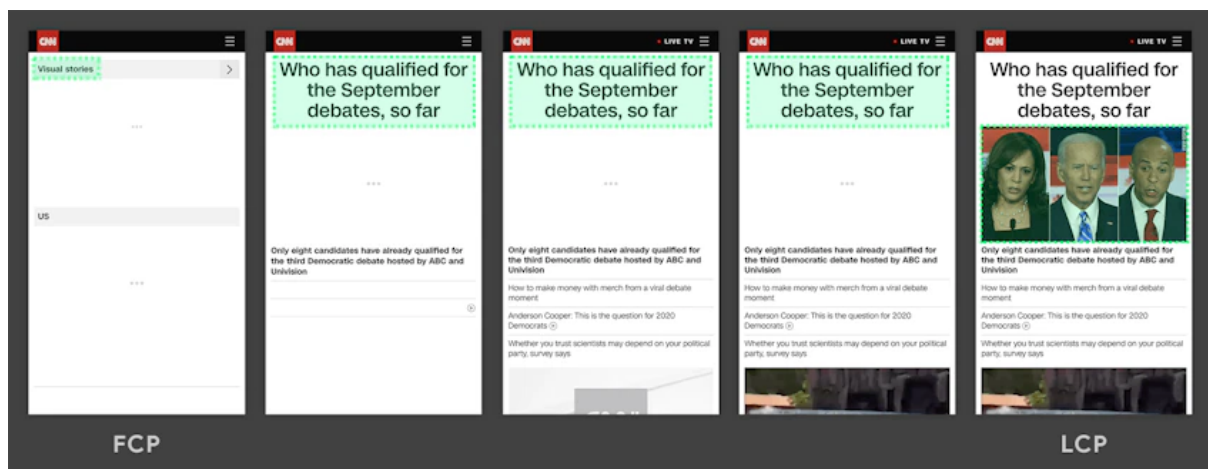 CNN
Visual stories
US
FCP
CNN
Who has qualified for
the September
debates, so far
Only eight candidates have already qualified for
the third Democratic debate hosted by ABC and
Univision
CNN
LIVE TV
Who has qualified for
the September
debates, so far
Only eight candidates have already qualified for
the third Democratic debate hosted by ABC and
Univision
How to make money with merch from a viral debate
moment
Anderson Cooper: This is the question for 2020
Democrats
Whether you trust scientists may depend on your political
party, survey says
CNN
LIVE TV
Who has qualified for
the September
debates, so far
Only eight candidates have already qualified for
the third Democratic debate hosted by ABC and
Univision
How to make money with merch from a viral debate
moment
Anderson Cooper: This is the question for 2020
Democrats
Whether you trust scientists may depend on your political
party, survey says
CNN
LIVE TV
Who has qualified for
the September
debates, so far
Only eight candidates have already qualified for
the third Democratic debate hosted by ABC and
Univision
How to make money with merch from a viral debate
moment
Anderson Cooper: This is the question for 2020
Democrats
Whether you trust scientists may depend on your political
party, survey says
LCP